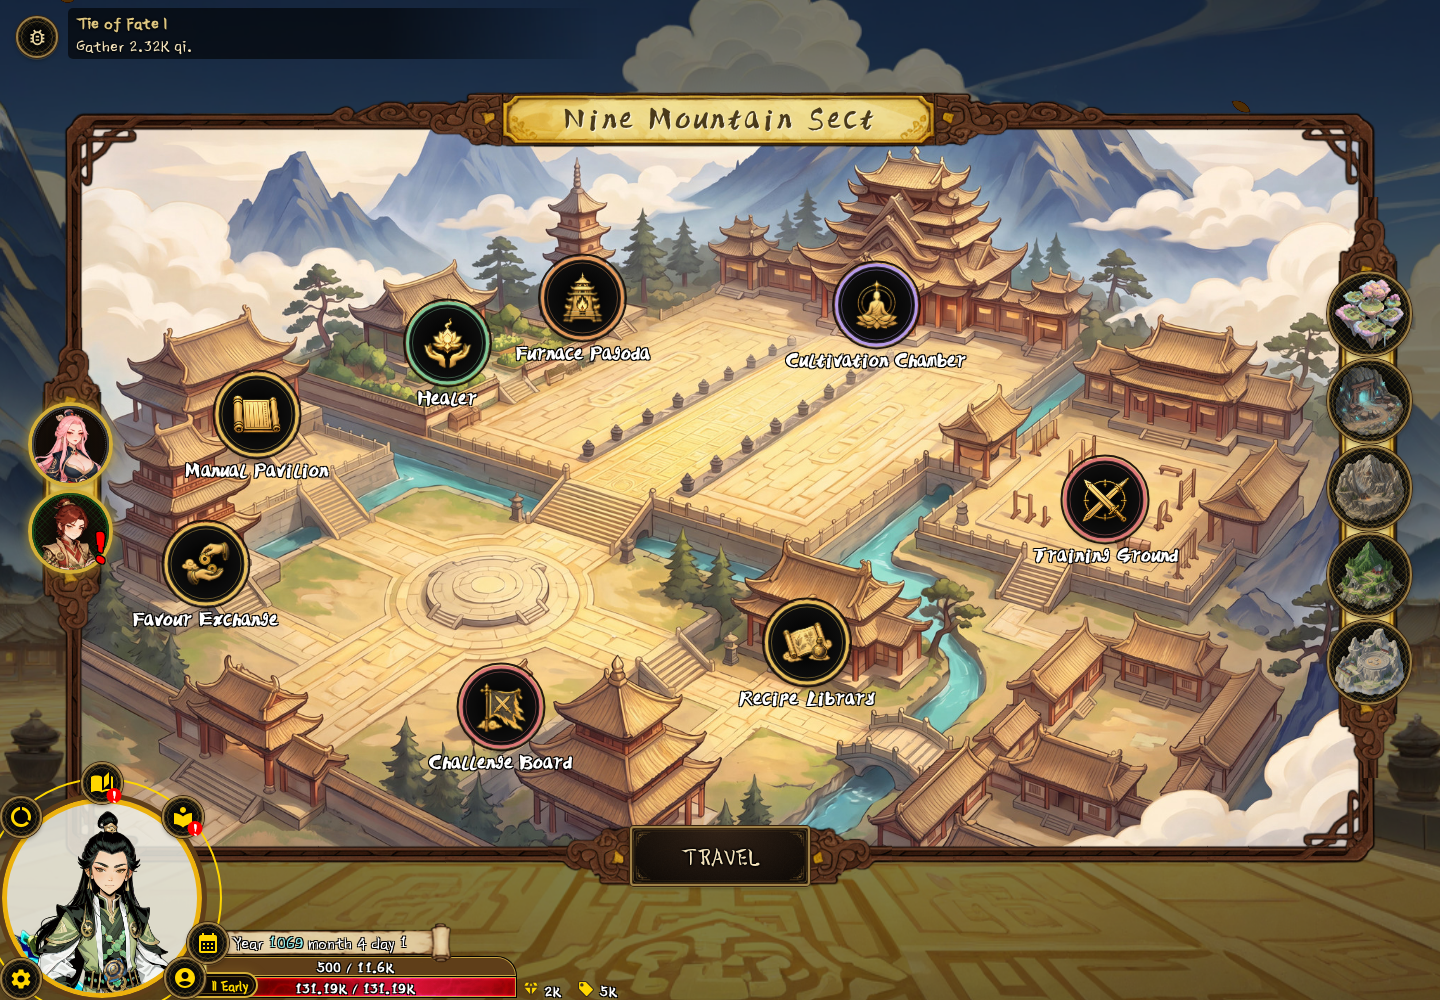 Tie of Fate I
Gather 2.32K qi.
Nine Mountain Sect
Furnace Pagoda
Cultivation Chamber
Healer
Manual Pavilion
Training Ground
Favour Exchange
Recipe Library
Challenge Board
TRAVEL
Year 1069 month 4 day 1
500 / 11.6K
131.19K / 131.19K
II Early
2K
5K